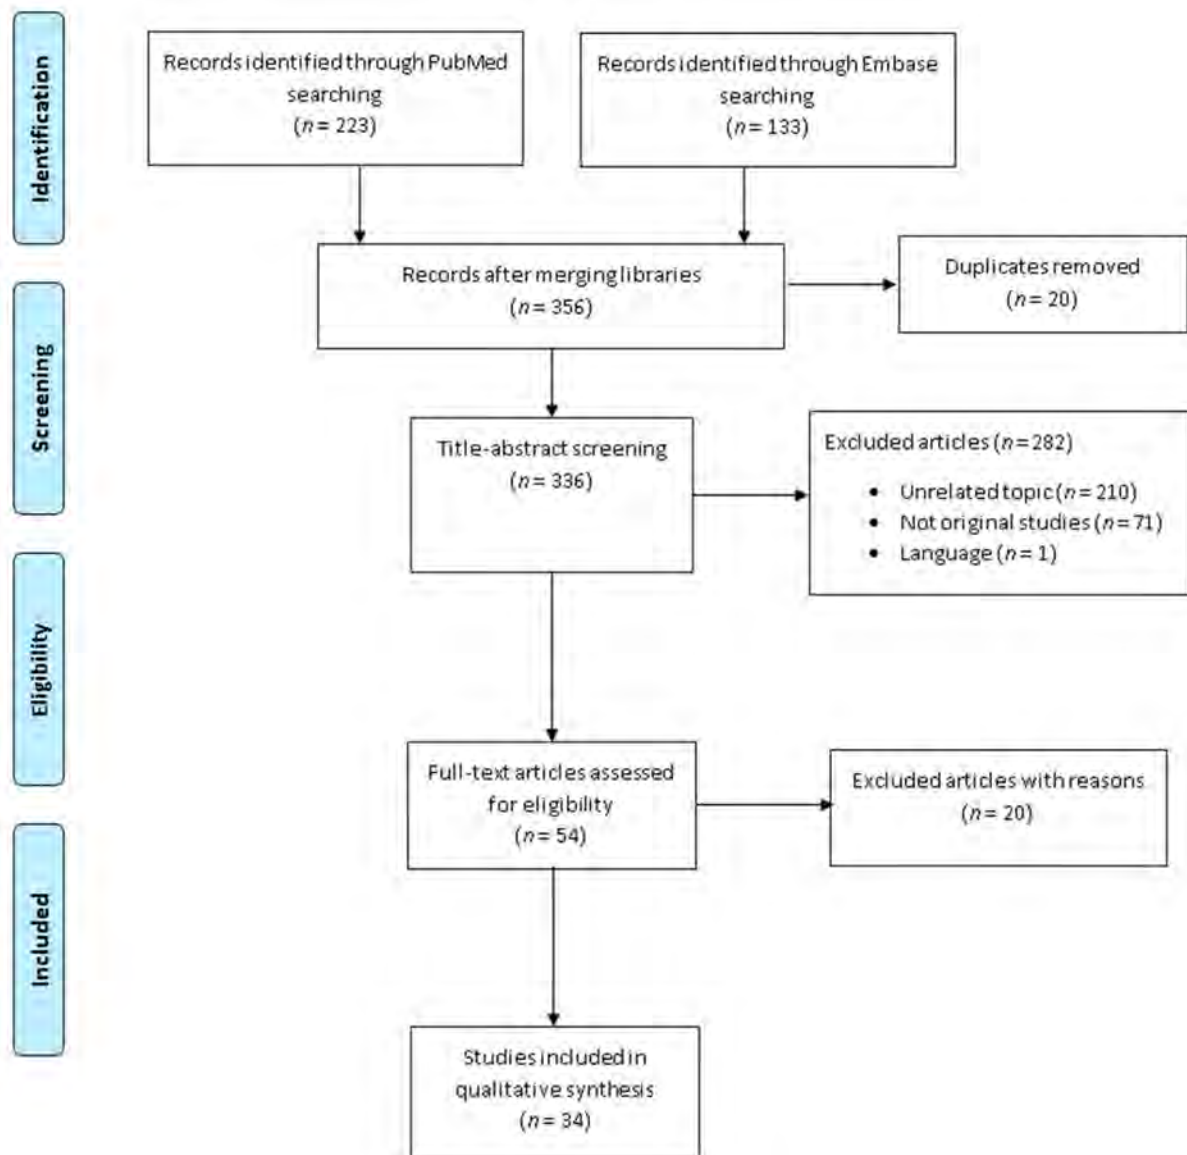 Identification
Records identified through PubMed
searching
(n = 223)
Records identified through Embase
searching
(n = 133)
Records after merging libraries
(n = 356)
Duplicates removed
(n = 20)
Screening
Title-abstract screening
(n = 336)
Excluded articles (n = 282)
• Unrelated topic (n = 210)
• Not original studies (n = 71)
• Language (n = 1)
Eligibility
Full-text articles assessed
for eligibility
(n = 54)
Excluded articles with reasons
(n = 20)
Included
Studies included in
qualitative synthesis
(n = 34)